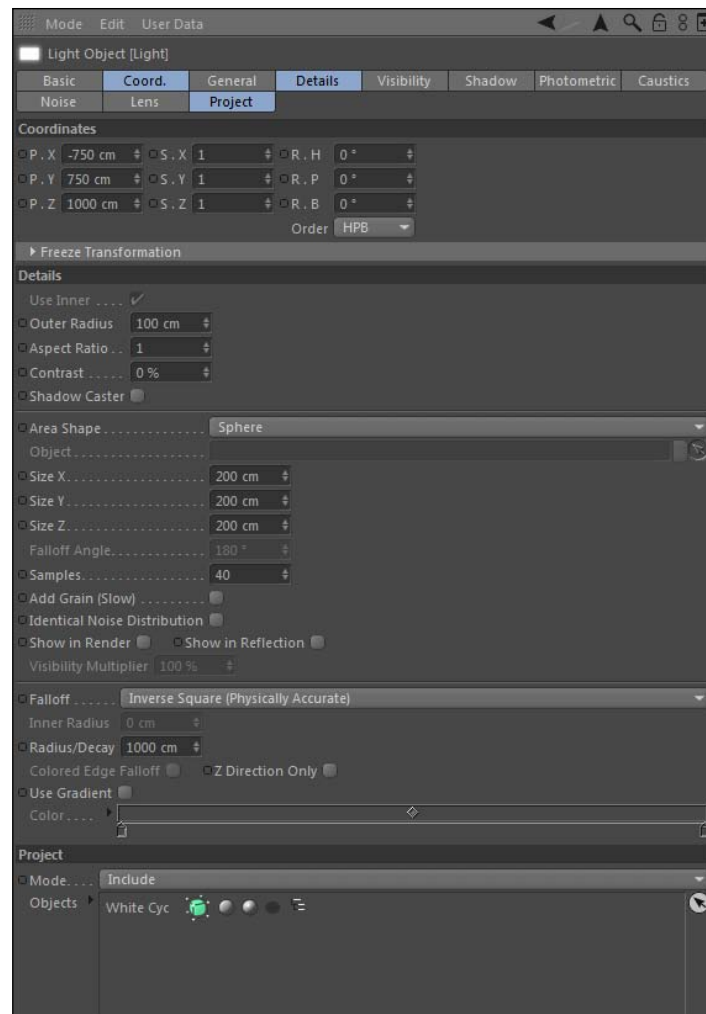 Mode Edit User Data
Light Object [Light]
Basic Coord. General Details Visibility Shadow Photometric Caustics
Noise Lens Project
Coordinates
P . X -750 cm S . X 1 R . H 0 °
P . Y 750 cm S . Y 1 R . P 0 °
P . Z 1000 cm S . Z 1 R . B 0 °
Order HPB
Freeze Transformation
Details
Use Inner . . . .
Outer Radius 100 cm
Aspect Ratio . . 1
Contrast . . . . . 0 %
Shadow Caster
Area Shape . . . . . . . . . . . . . . Sphere
Object . . . . . . . . . . . . . . . . . .
Size X. . . . . . . . . . . . . . . . . . . 200 cm
Size Y. . . . . . . . . . . . . . . . . . . 200 cm
Size Z. . . . . . . . . . . . . . . . . . . 200 cm
Falloff Angle. . . . . . . . . . . . . 180 °
Samples. . . . . . . . . . . . . . . . . 40
Add Grain (Slow) . . . . . . . . .
Identical Noise Distribution
Show in Render Show in Reflection
Visibility Multiplier 100 %
Falloff . . . . . . Inverse Square (Physically Accurate)
Inner Radius 0 cm
Radius/Decay 1000 cm
Colored Edge Falloff Z Direction Only
Use Gradient
Color . . . .
Project
Mode. . . . Include
Objects White Cyc